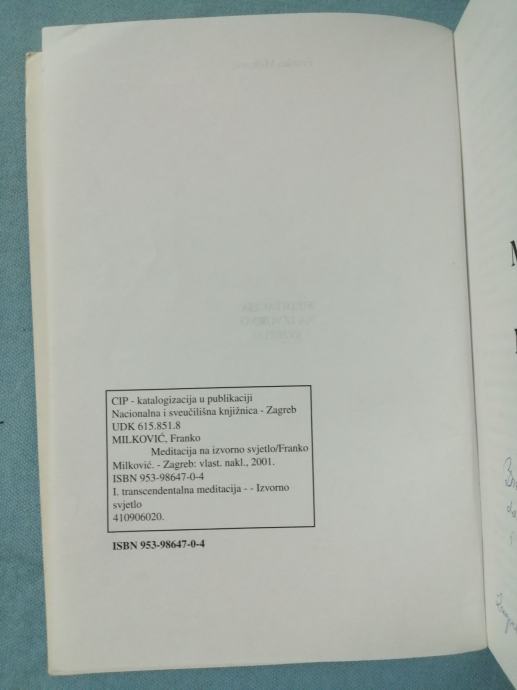 CIP - katalogizacija u publikaciji
Nacionalna i sveučilišna knjižnica - Zagreb
UDK 615.851.8
MILKOVIĆ, Franko
Meditacija na izvorno svjetlo/Franko
Milković. - Zagreb: vlast. nakl., 2001.
ISBN 953-98647-0-4
I. transcendentalna meditacija - - Izvorno
svjetlo
410906020.
ISBN 953-98647-0-4